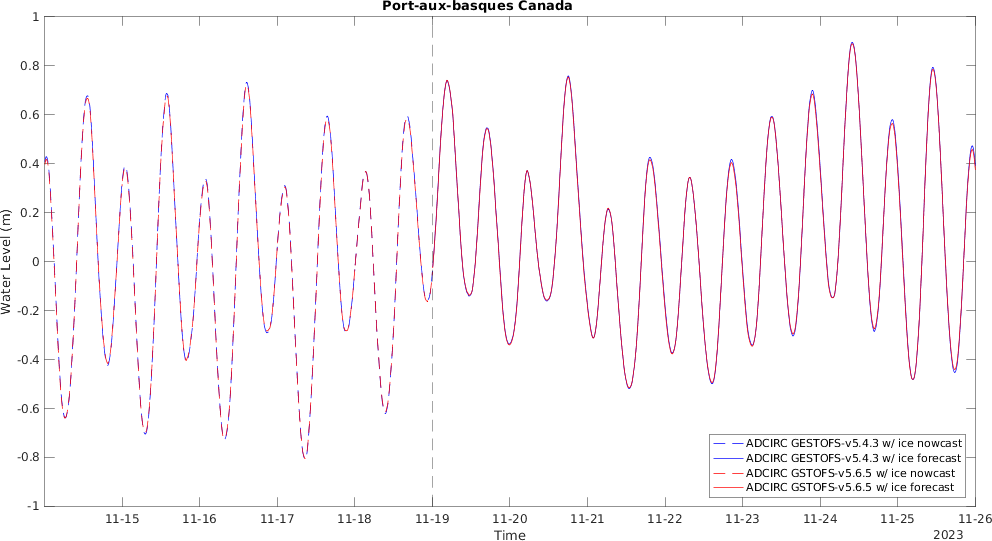 Port-aux-basques Canada
1
0.8
0.6
0.4
0.2
0
-0.2
-0.4
-0.6
-0.8
-1
Water Level (m)
ADCIRC GESTOFS-v5.4.3 w/ ice nowcast
ADCIRC GESTOFS-v5.4.3 w/ ice forecast
ADCIRC GSTOFS-v5.6.5 w/ ice nowcast
ADCIRC GSTOFS-v5.6.5 w/ ice forecast
11-15 11-16 11-17 11-18 11-19 11-20 11-21 11-22 11-23 11-24 11-25 11-26
Time
2023